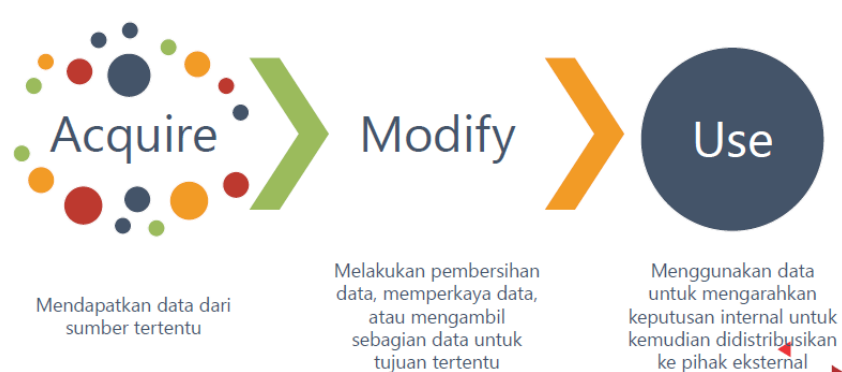 Acquire
Modify
Use
Mendapatkan data dari
sumber tertentu
Melakukan pembersihan
data, memperkaya data,
atau mengambil
sebagian data untuk
tujuan tertentu
Menggunakan data
untuk mengarahkan
keputusan internal untuk
kemudian didistribusikan
ke pihak eksternal